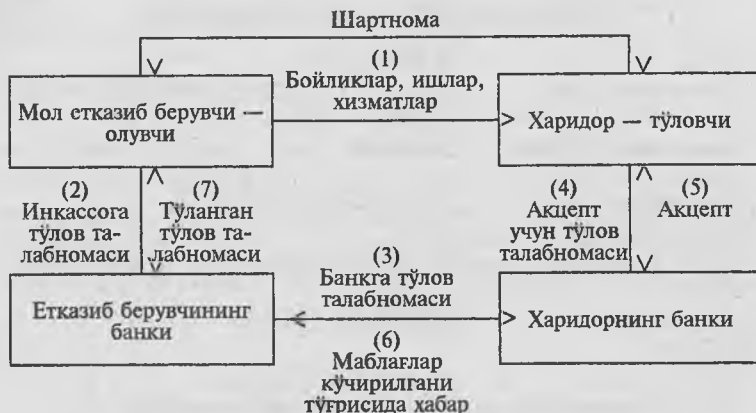 Шартнома
(1)
Бойликлар, ишлар,
хизматлар
Мол етказиб берувчи —
олувчи
Харидор — тўловчи
(2)
Инкассога
тўлов та-
лабномаси
(7)
Тўланган
тўлов та-
лабномаси
(4)
Акцепт
учун тўлов
талабномаси
(5)
Акцепт
(3)
Банкга тўлов
талабномаси
Етказиб берувчининг
банки
Харидорнинг банки
(6)
Маблағлар
кўчирилгани
тўғрисида хабар